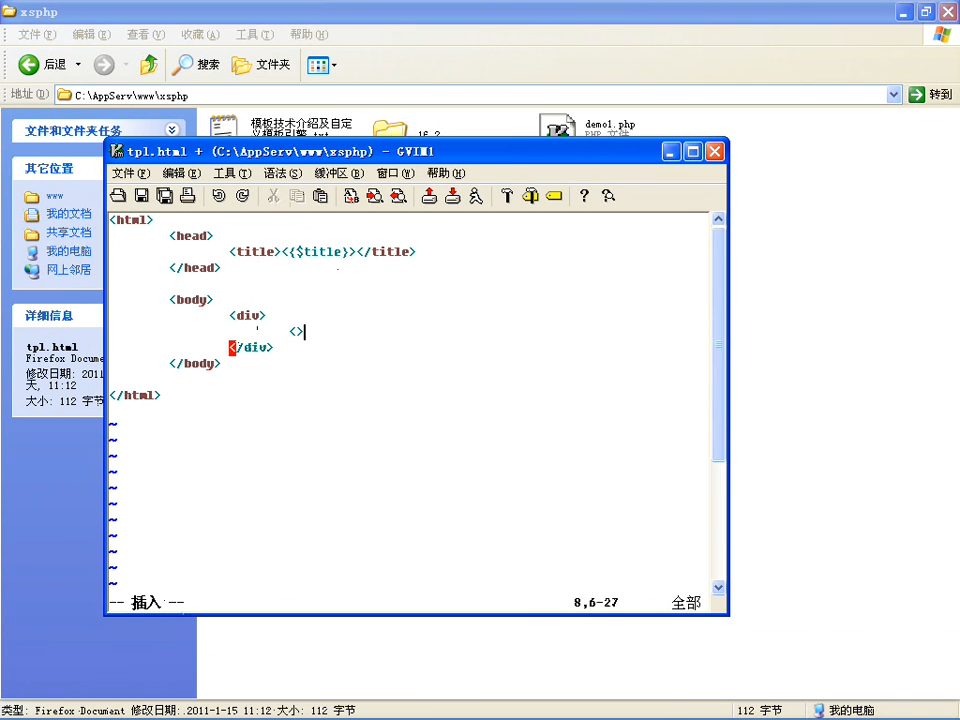 xsphp
文件(F) 编辑(E) 查看(V) 收藏(A) 工具(T) 帮助(H)
后退 搜索 文件夹
地址(D) C:\AppServ\www\xsphp 转到
文件和文件夹任务
模板技术介绍及自定义模板引擎.txt
demo1.php
PHP 文件
tpl.html + (C:\AppServ\www\xsphp) - GVIM1
文件(F) 编辑(E) 工具(T) 语法(S) 缓冲区(B) 窗口(W) 帮助(H)
其它位置
www
我的文档
共享文档
我的电脑
网上邻居
详细信息
tpl.html
Firefox Document
修改日期: 2011
天, 11:12
大小: 112 字节
<html>
<head>
<title><{$title}></title>
</head>
<body>
<div>
<>
</div>
</body>
</html>
~
~
~
~
~
~
~
~
~
~
~
-- 插入 -- 8,6-27 全部
类型: Firefox Document 修改日期: 2011-1-15 11:12 大小: 112 字节 112 字节 我的电脑